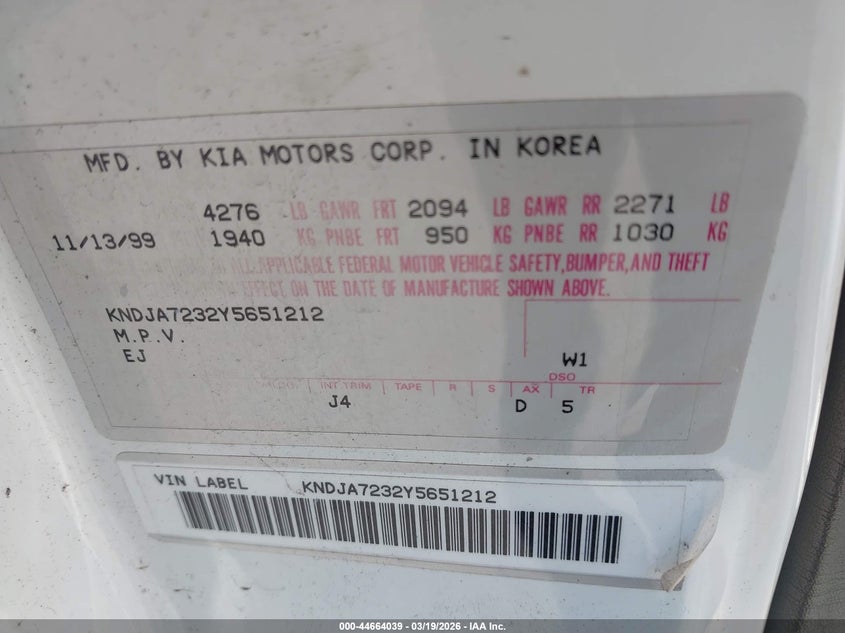 MFD. BY KIA MOTORS CORP. IN KOREA
4276 LB GAWR FRT 2094 LB GAWR RR 2271 LB
11/13/99 1940 KG PNBE FRT 950 KG PNBE RR 1030 KG
ALL APPLICABLE FEDERAL MOTOR VEHICLE SAFETY, BUMPER, AND THEFT
EFFECT ON THE DATE OF MANUFACTURE SHOWN ABOVE.
KNDJA7232Y5651212
M.P.V.
EJ
W1
DSO
INT TRIM TAPE R S AX TR
J4 D 5
VIN LABEL KNDJA7232Y5651212
000-44664039 - 03/19/2026 - IAA Inc.